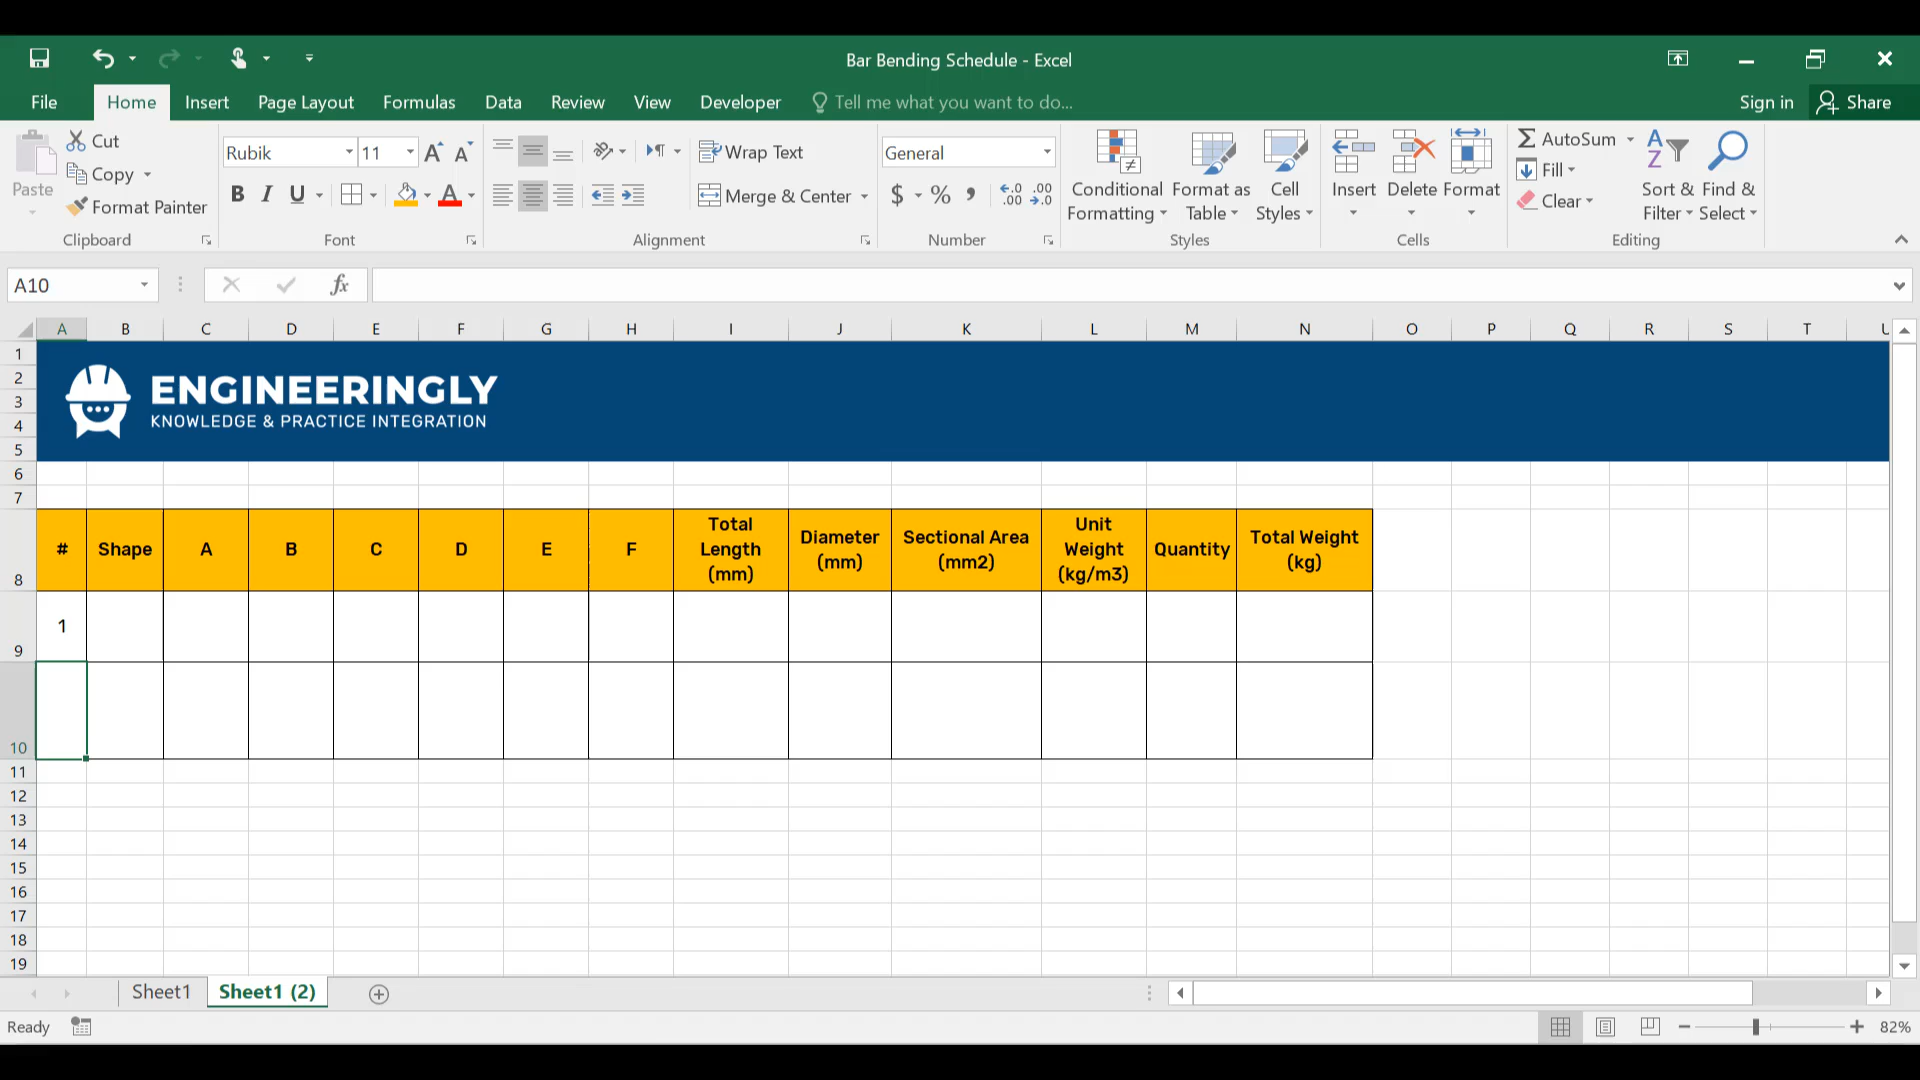 Bar Bending Schedule - Excel
File Home Insert Page Layout Formulas Data Review View Developer Tell me what you want to do... Sign in Share
Paste Cut Copy Format Painter Clipboard
Rubik 11 B I U A Font
Wrap Text Merge & Center Alignment
General $ % Number
Conditional Formatting Format as Table Cell Styles Styles
Insert Delete Format Cells
AutoSum Fill Clear Sort & Filter Find & Select Editing
A10 fx
A B C D E F G H I J K L M N O P Q R S T U
1
2
3
4
5
ENGINEERINGLY
KNOWLEDGE & PRACTICE INTEGRATION
6
7
8 # Shape A B C D E F Total Length (mm) Diameter (mm) Sectional Area (mm2) Unit Weight (kg/m3) Quantity Total Weight (kg)
9 1
10
11
12
13
14
15
16
17
18
19
Sheet1 Sheet1 (2)
Ready 82%